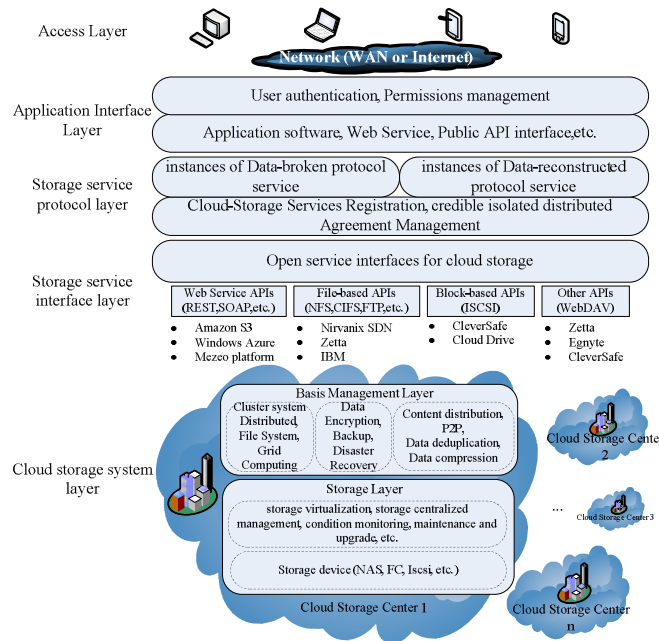 Access Layer
Network (WAN or Internet)
Application Interface
Layer
User authentication, Permissions management
Application software, Web Service, Public API interface,etc.
Storage service
protocol layer
instances of Data-broken protocol
service
instances of Data-reconstructed
protocol service
Cloud-Storage Services Registration, credible isolated distributed
Agreement Management
Storage service
interface layer
Open service interfaces for cloud storage
Web Service APIs
(REST,SOAP,etc.)
• Amazon S3
• Windows Azure
• Mezeo platform
File-based APIs
(NFS,CIFS,FTP,etc.)
• Nirvanix SDN
• Zetta
• IBM
Block-based APIs
(ISCSI)
• CleverSafe
• Cloud Drive
Other APIs
(WebDAV)
• Zetta
• Egnyte
• CleverSafe
Cloud storage system
layer
Basis Management Layer
Cluster system
Distributed,
File System,
Grid
Computing
Data
Encryption,
Backup,
Disaster
Recovery
Content distribution,
P2P,
Data deduplication,
Data compression
Storage Layer
storage virtualization, storage centralized
management, condition monitoring, maintenance and
upgrade, etc.
Storage device (NAS, FC, Iscsi, etc.)
Cloud Storage Center 1
Cloud Storage Cente
2
...
Cloud Storage Center 3
Cloud Storage Center
n